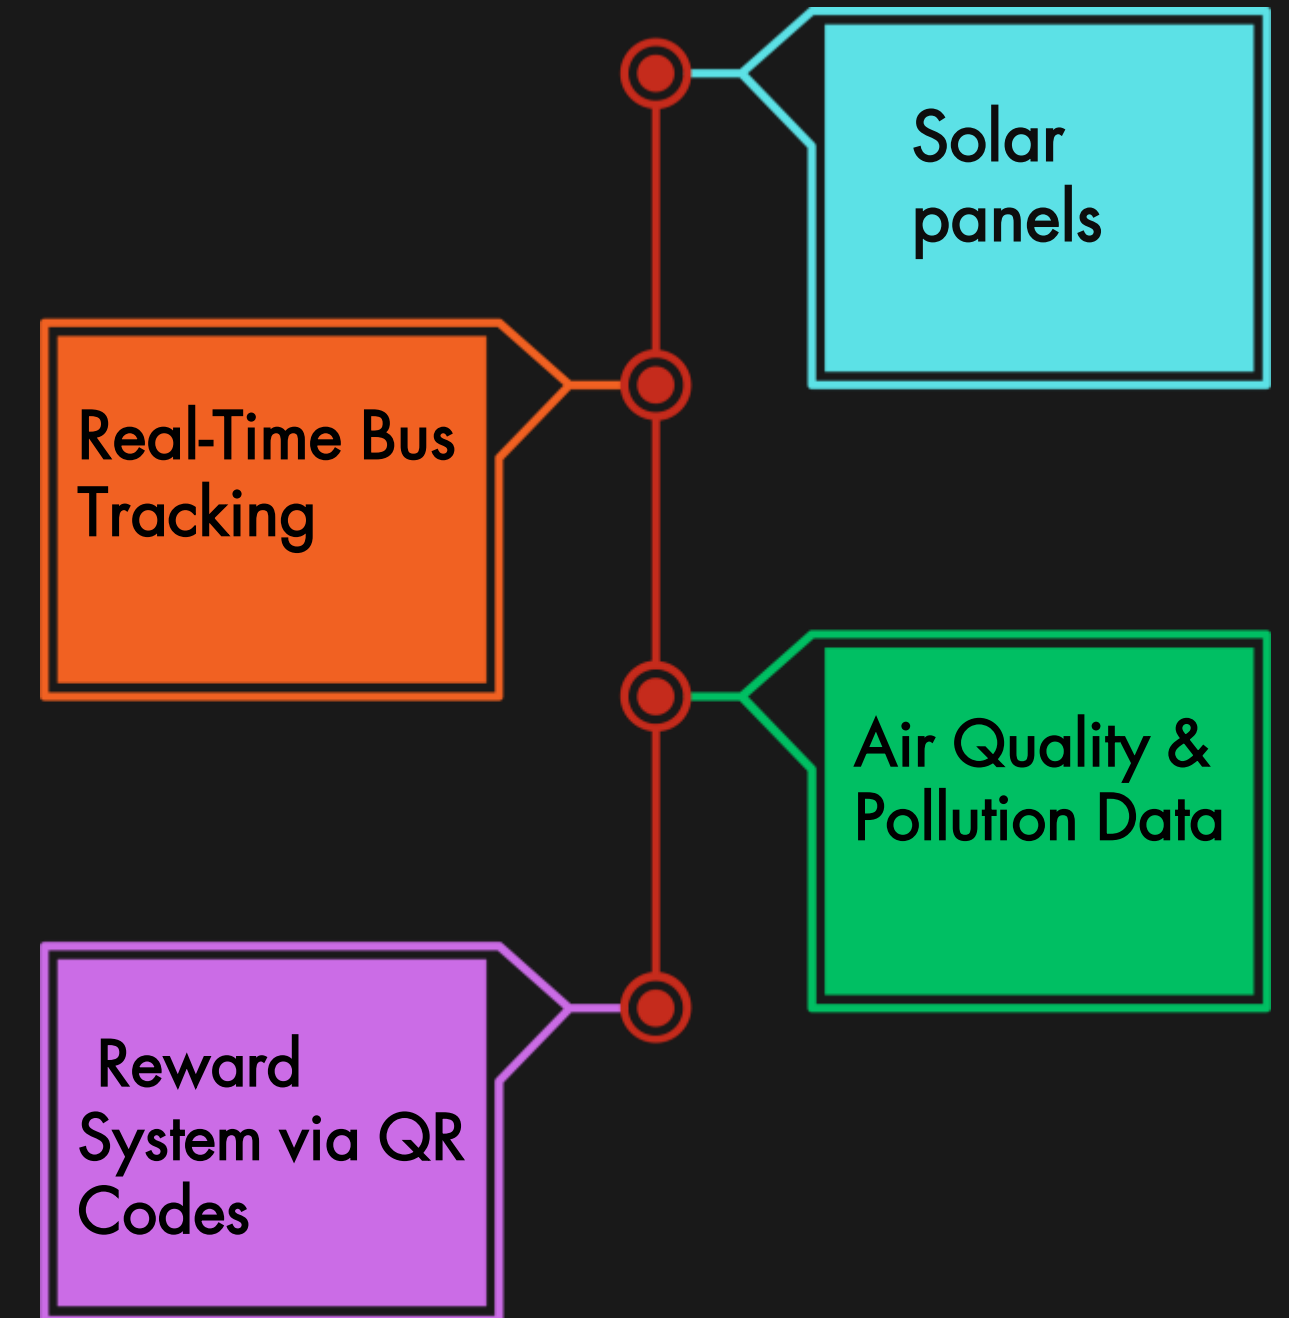 Solar
panels
Real-Time Bus
Tracking
Air Quality &
Pollution Data
Reward
System via QR
Codes